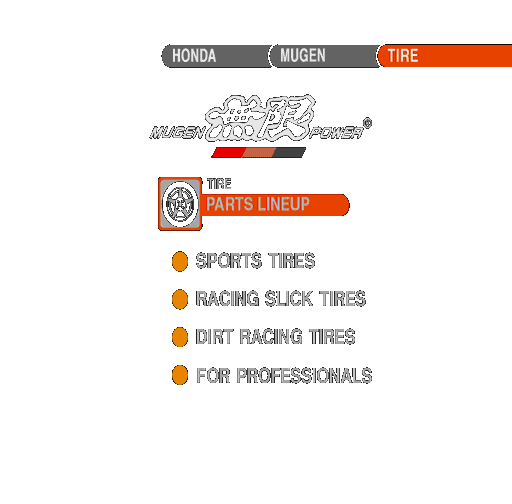 HONDA MUGEN TIRE
MUGEN 無限 POWER ©
TIRE
PARTS LINEUP
SPORTS TIRES
RACING SLICK TIRES
DIRT RACING TIRES
FOR PROFESSIONALS